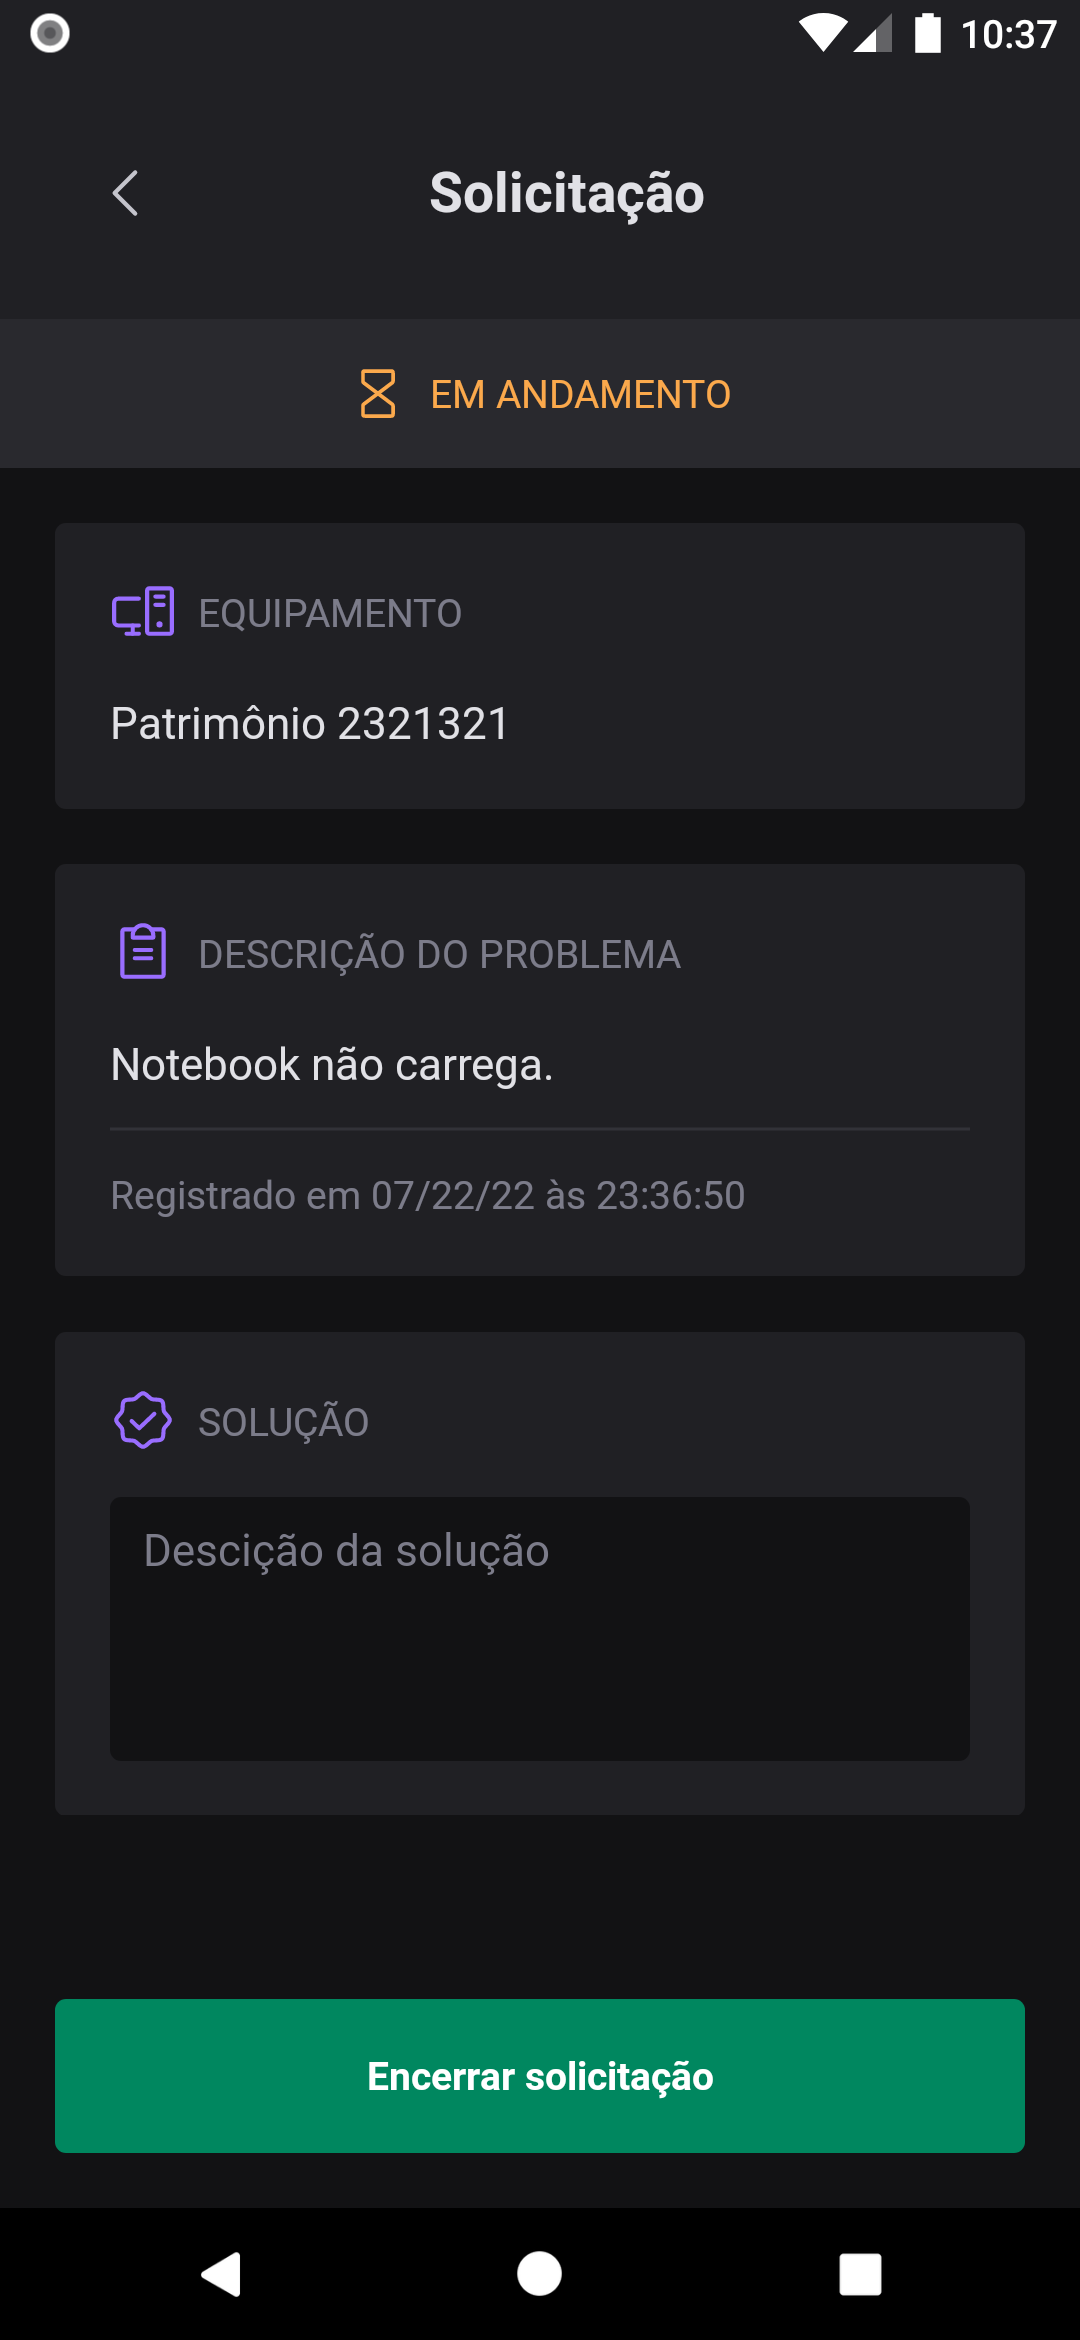 10:37
Solicitação
EM ANDAMENTO
EQUIPAMENTO
Patrimônio 2321321
DESCRIÇÃO DO PROBLEMA
Notebook não carrega.
Registrado em 07/22/22 às 23:36:50
SOLUÇÃO
Descição da solução
Encerrar solicitação